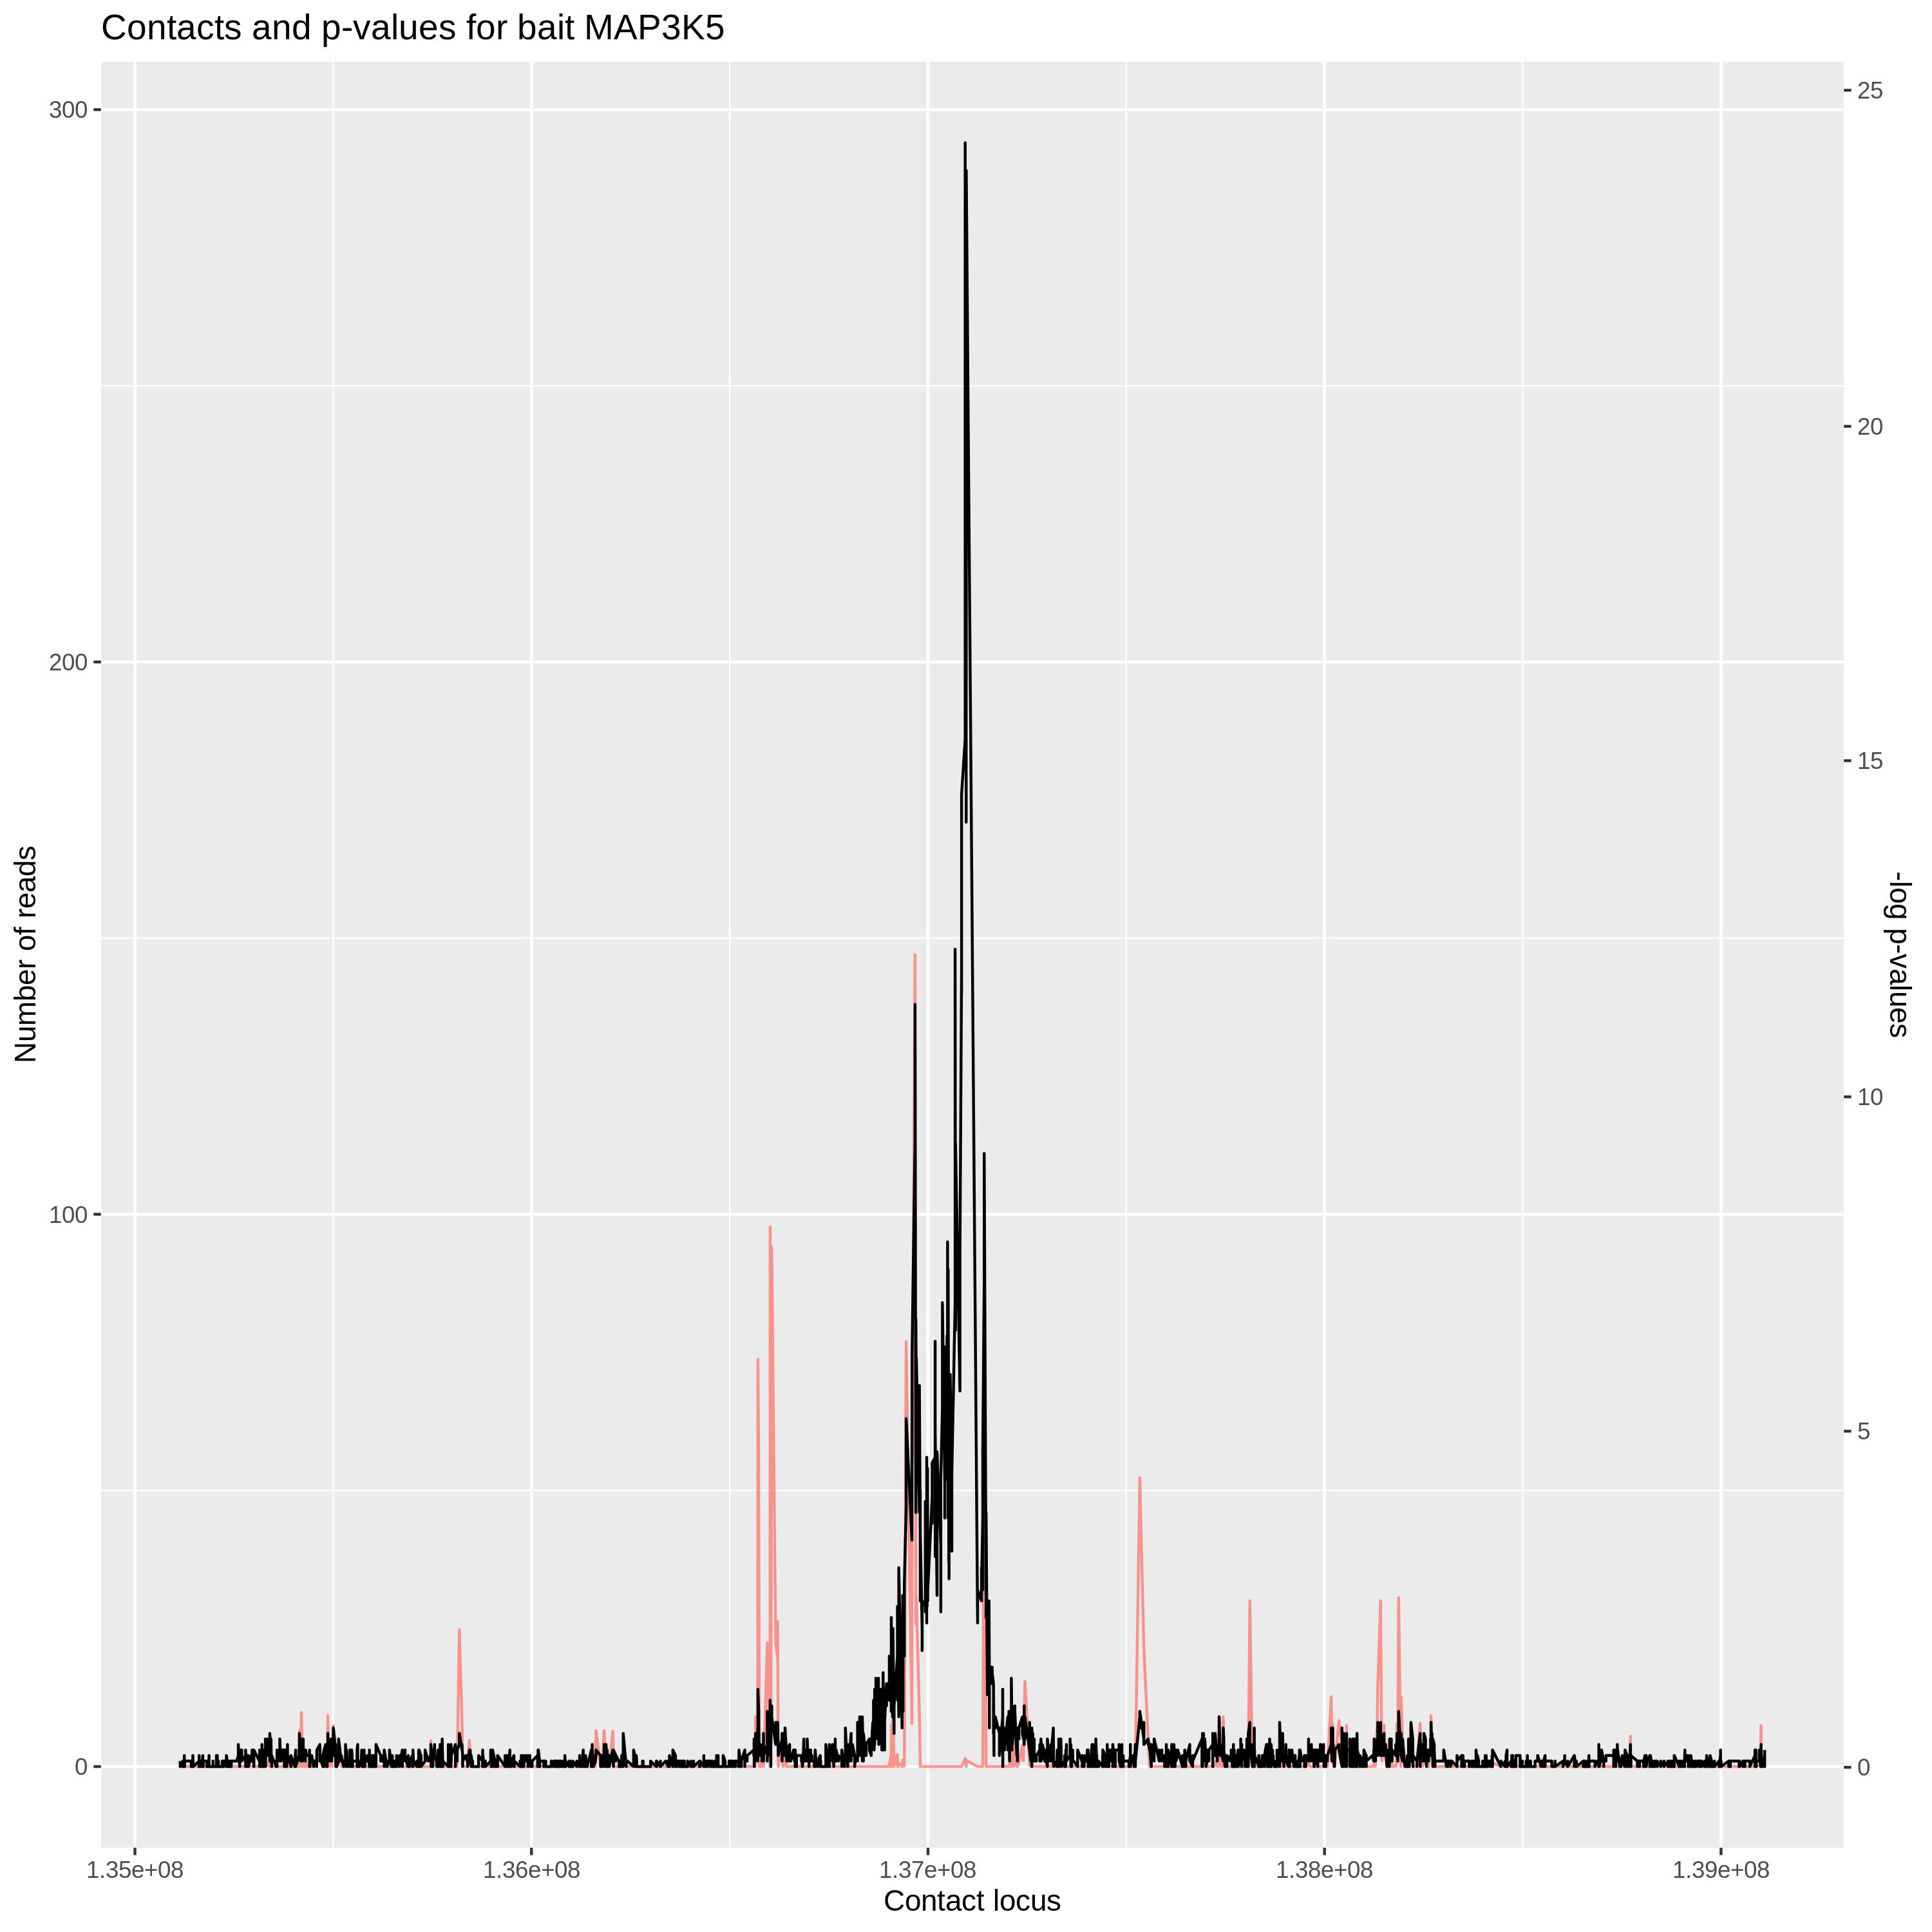 Contacts and p-values for bait MAP3K5
300
200
100
0
Number of reads
25
20
15
10
5
0
-log p-values
1.35e+08
1.36e+08
1.37e+08
1.38e+08
1.39e+08
Contact locus